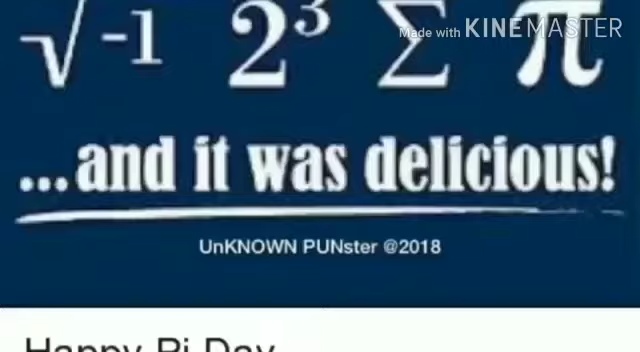 √-1 2³ Σ π
Made with KINEMASTER
...and it was delicious!
UnKNOWN PUNster @2018
Happy Pi Day